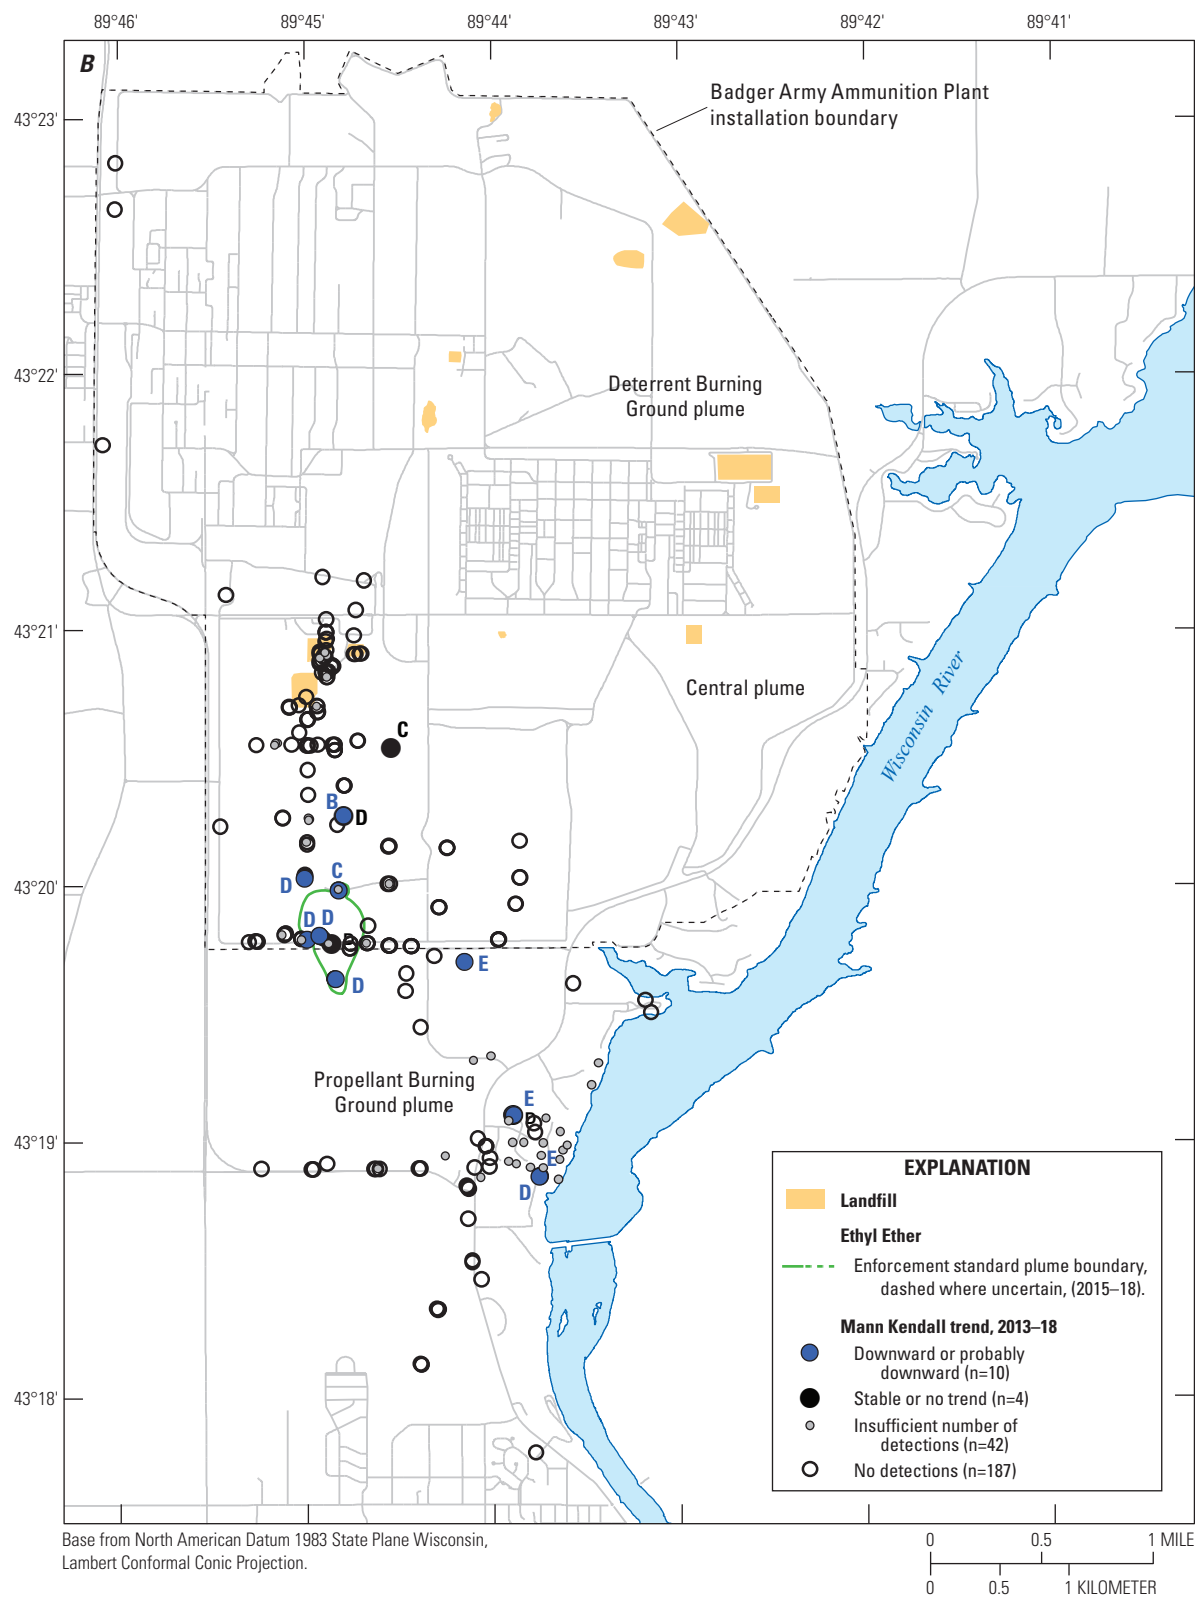 89°46' 89°45' 89°44' 89°43' 89°42' 89°41'
B
43°23'
43°22'
43°21'
43°20'
43°19'
43°18'
Badger Army Ammunition Plant
installation boundary
Deterrent Burning
Ground plume
Central plume
Wisconsin River
C
B
D
D
C
D D
D
D
E
Propellant Burning
Ground plume
E
D
E
D
EXPLANATION
Landfill
Ethyl Ether
Enforcement standard plume boundary,
dashed where uncertain, (2015–18).
Mann Kendall trend, 2013–18
Downward or probably
downward (n=10)
Stable or no trend (n=4)
Insufficient number of
detections (n=42)
No detections (n=187)
Base from North American Datum 1983 State Plane Wisconsin,
Lambert Conformal Conic Projection.
0 0.5 1 MILE
0 0.5 1 KILOMETER